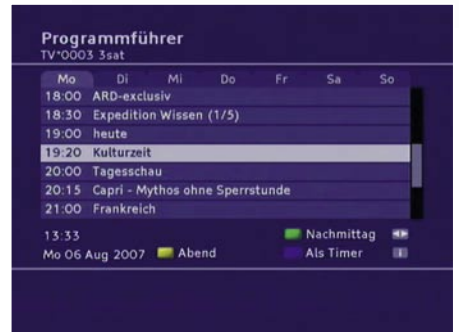 Programmführer
TV*0003 3sat
Mo Di Mi Do Fr Sa So
18:00 ARD-exclusiv
18:30 Expedition Wissen (1/5)
19:00 heute
19:20 Kulturzeit
20:00 Tagesschau
20:15 Capri - Mythos ohne Sperrstunde
21:00 Frankreich
13:33 Nachmittag
Mo 06 Aug 2007 Abend Als Timer i